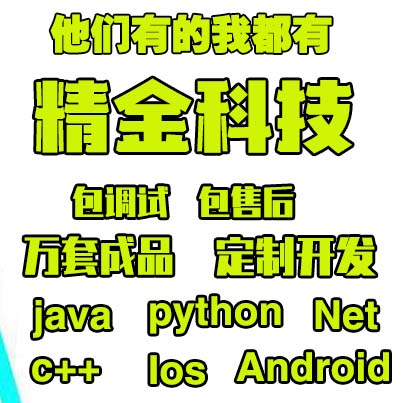 他们有的我都有
精金科技
包调试 包售后
万套成品 定制开发
java python Net
c++ Ios Android